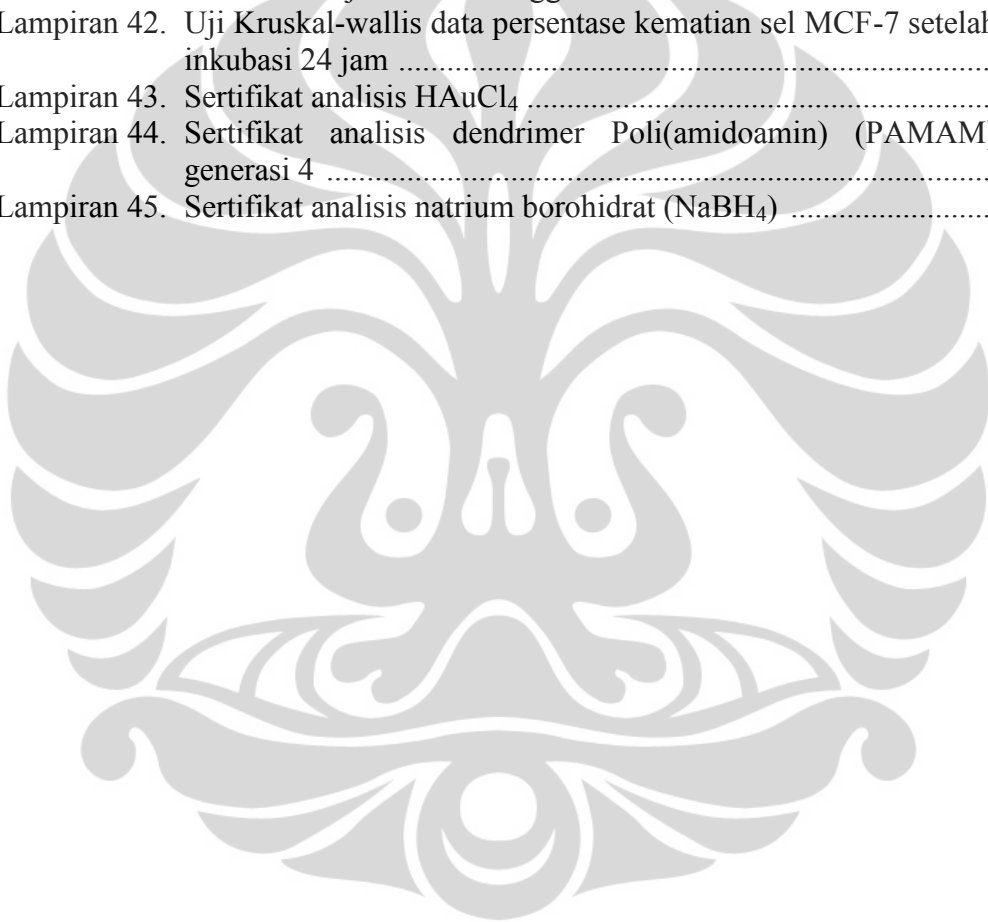 Lampiran 42. Uji Kruskal-wallis data persentase kematian sel MCF-7 setelah
inkubasi 24 jam ........................................................................
Lampiran 43. Sertifikat analisis HAuCl4 ........................................................
Lampiran 44. Sertifikat analisis dendrimer Poli(amidoamin) (PAMAM)
generasi 4 ................................................................................
Lampiran 45. Sertifikat analisis natrium borohidrat (NaBH4) ........................